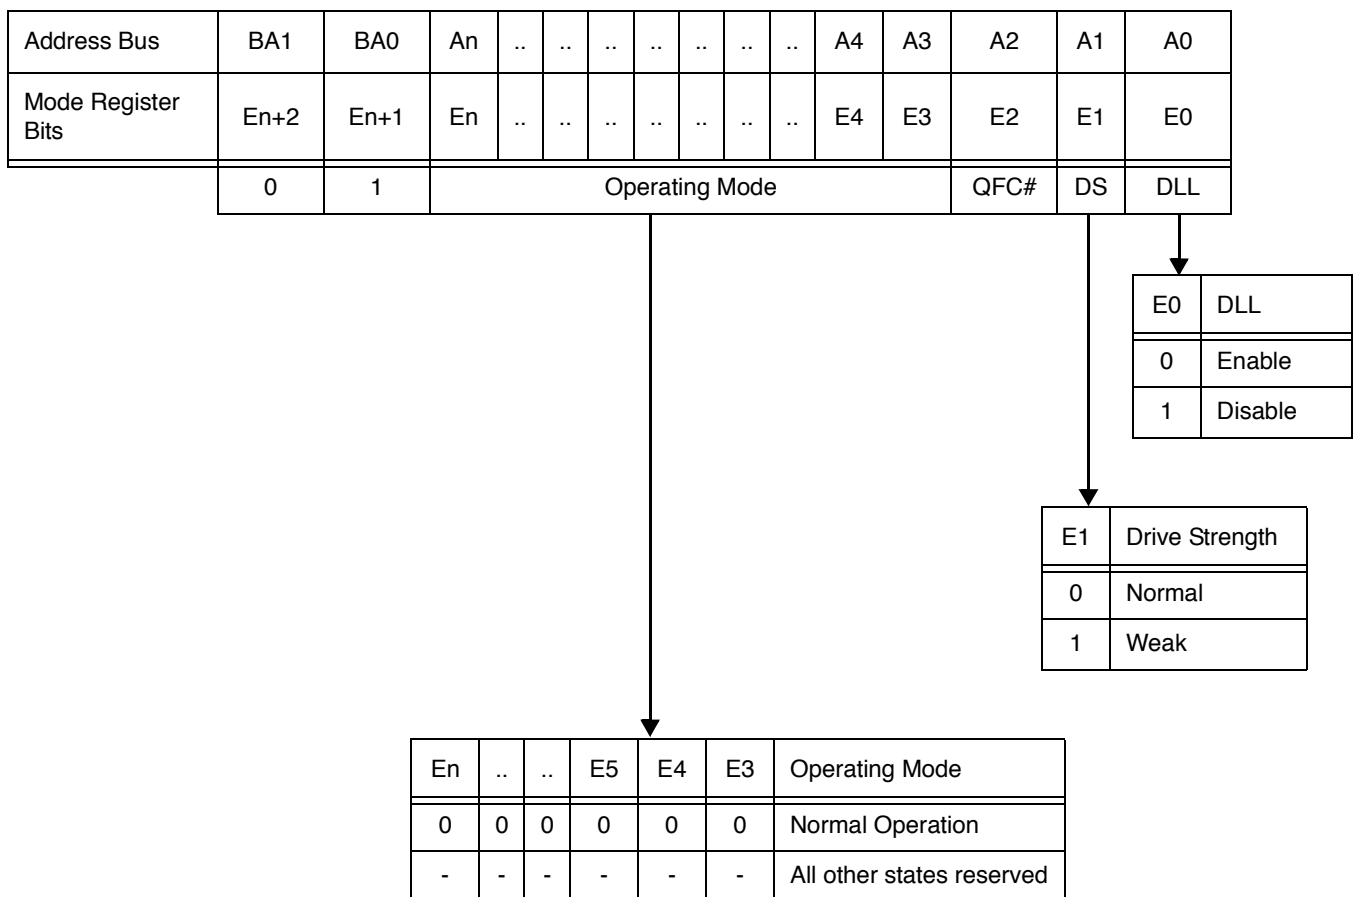 Address Bus BA1 BA0 An .. .. .. .. .. .. .. A4 A3 A2 A1 A0
Mode Register
Bits En+2 En+1 En .. .. .. .. .. .. .. E4 E3 E2 E1 E0
0 1 Operating Mode QFC# DS DLL
E0 DLL
0 Enable
1 Disable
E1 Drive Strength
0 Normal
1 Weak
En .. .. E5 E4 E3 Operating Mode
0 0 0 0 0 0 Normal Operation
- - - - - - All other states reserved